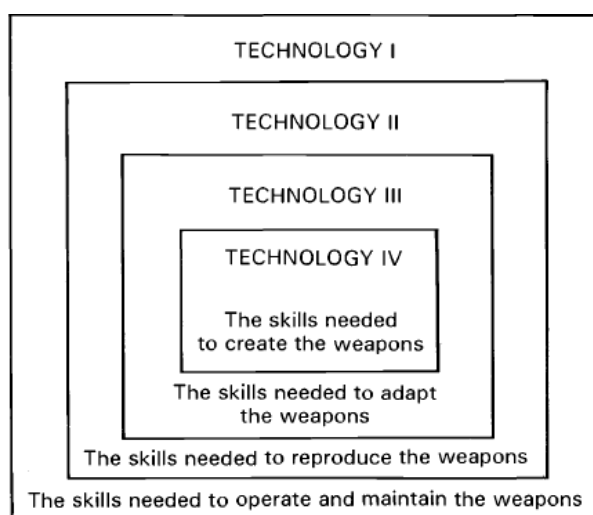 TECHNOLOGY I
TECHNOLOGY II
TECHNOLOGY III
TECHNOLOGY IV
The skills needed
to create the weapons
The skills needed to adapt
the weapons
The skills needed to reproduce the weapons
The skills needed to operate and maintain the weapons